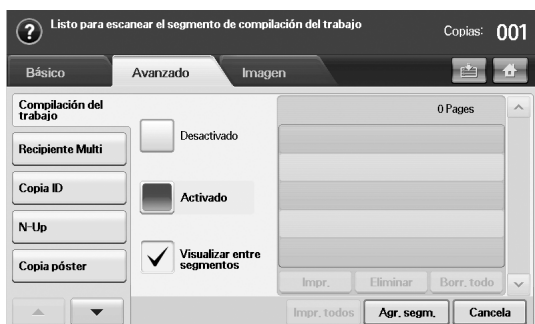 ? Listo para escanear el segmento de compilación del trabajo
Copias: 001
Básico Avanzado Imagen
Compilación del
trabajo
Recipiente Multi
Copia ID
N-Up
Copia póster
Desactivado
Activado
Visualizar entre
segmentos
0 Pages
Impr. Eliminar Borr. todo
Impr. todos Agr. segm. Cancela